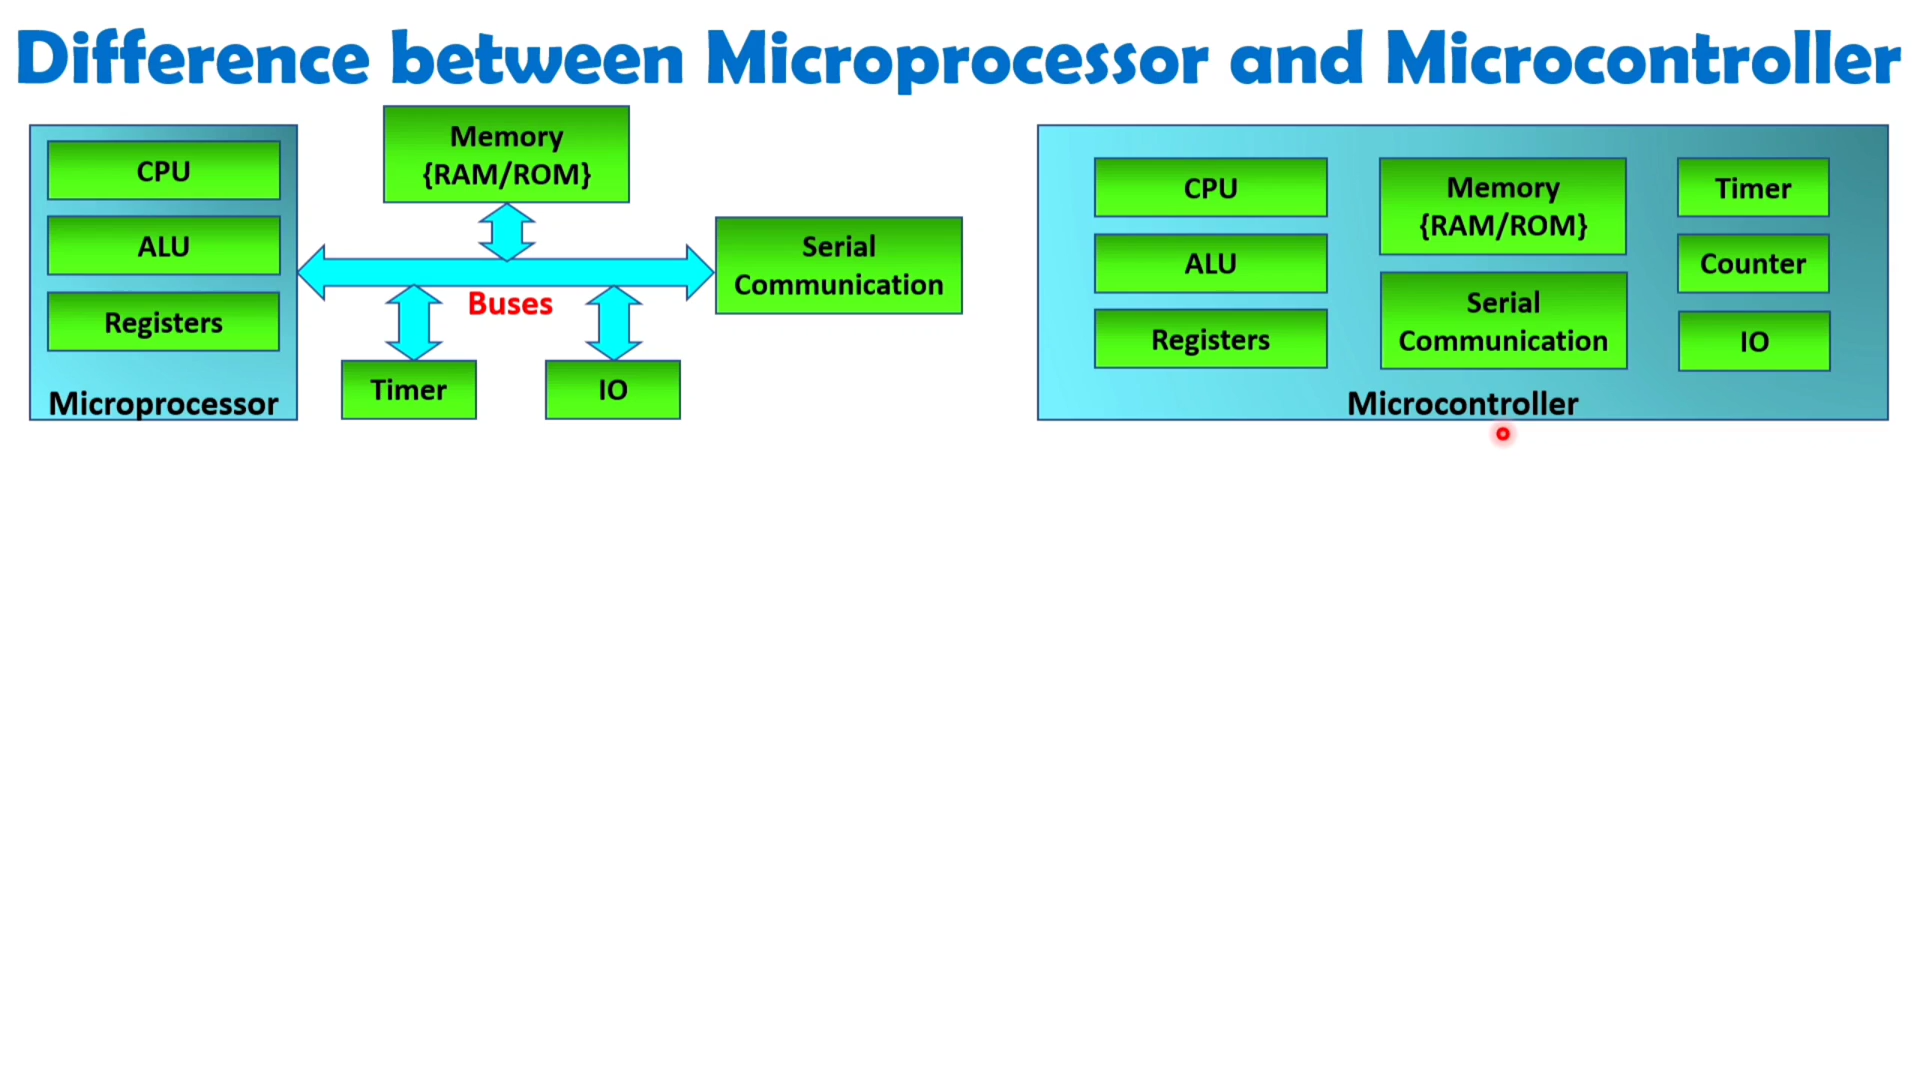 Difference between Microprocessor and Microcontroller
CPU
ALU
Registers
Microprocessor
Memory
{RAM/ROM}
Buses
Serial
Communication
Timer
IO
CPU
ALU
Registers
Memory
{RAM/ROM}
Serial
Communication
Timer
Counter
IO
Microcontroller